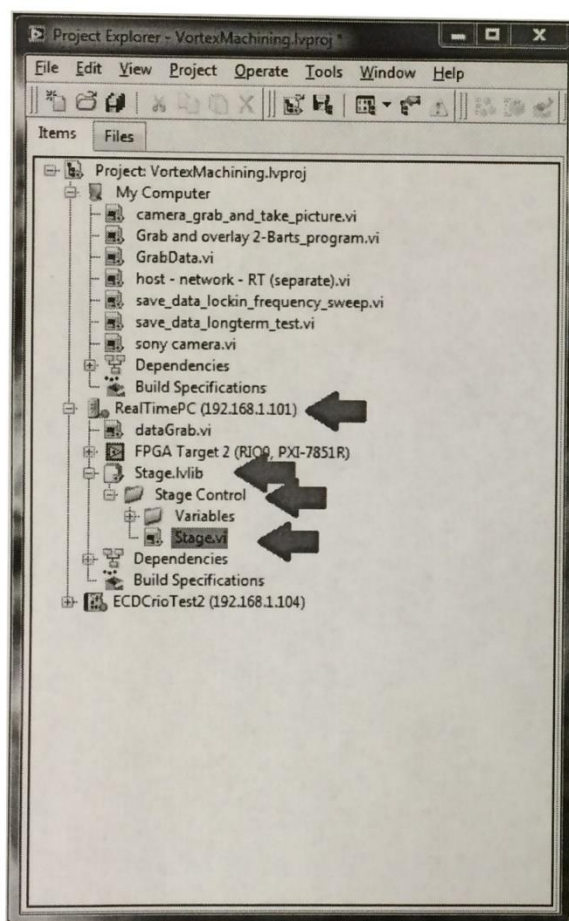 Project Explorer - VortexMachining.lvproj *
File Edit View Project Operate Tools Window Help
Items Files
Project: VortexMachining.lvproj
My Computer
camera_grab_and_take_picture.vi
Grab and overlay 2-Barts_program.vi
GrabData.vi
host - network - RT (separate).vi
save_data_lockin_frequency_sweep.vi
save_data_longterm_test.vi
sony camera.vi
Dependencies
Build Specifications
RealTimePC (192.168.1.101)
dataGrab.vi
FPGA Target 2 (RIO0, PXI-7851R)
Stage.lvlib
Stage Control
Variables
Stage.vi
Dependencies
Build Specifications
ECDCrioTest2 (192.168.1.104)